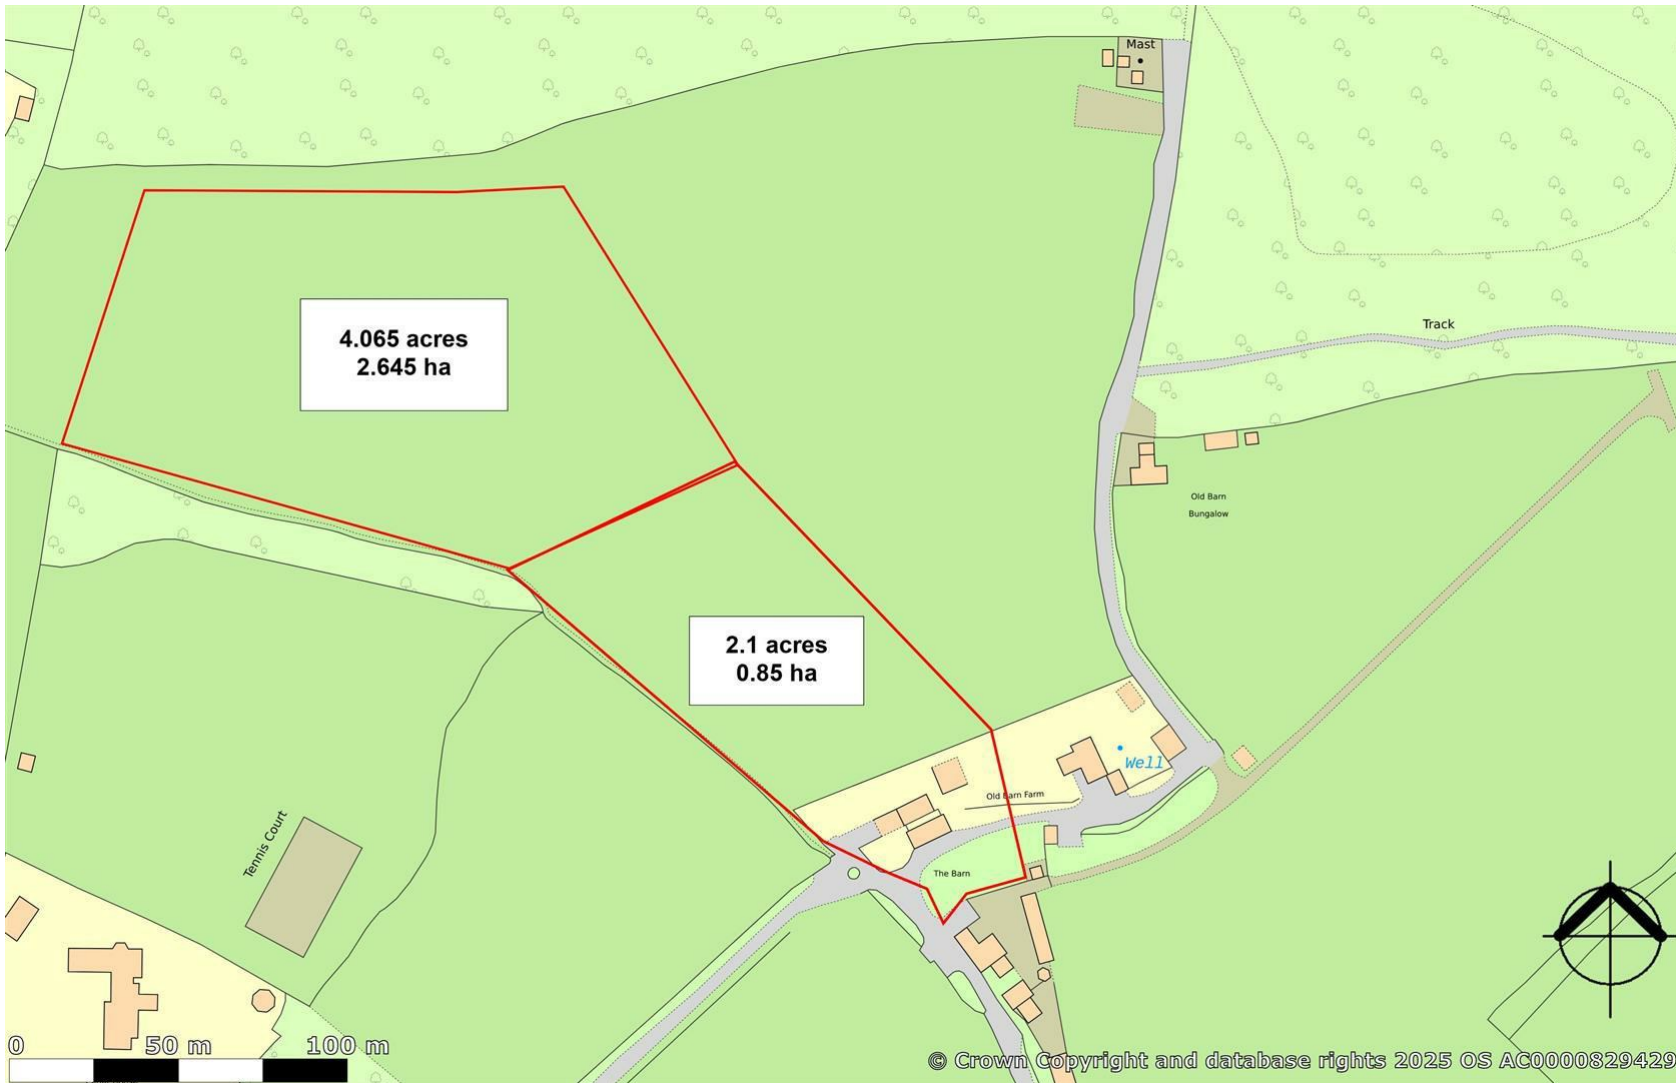 Mast
Track
4.065 acres
2.645 ha
Old Barn
Bungalow
2.1 acres
0.85 ha
Well
Old Barn Farm
Tennis Court
The Barn
0 50 m 100 m
© Crown Copyright and database rights 2025 OS AC0000829429